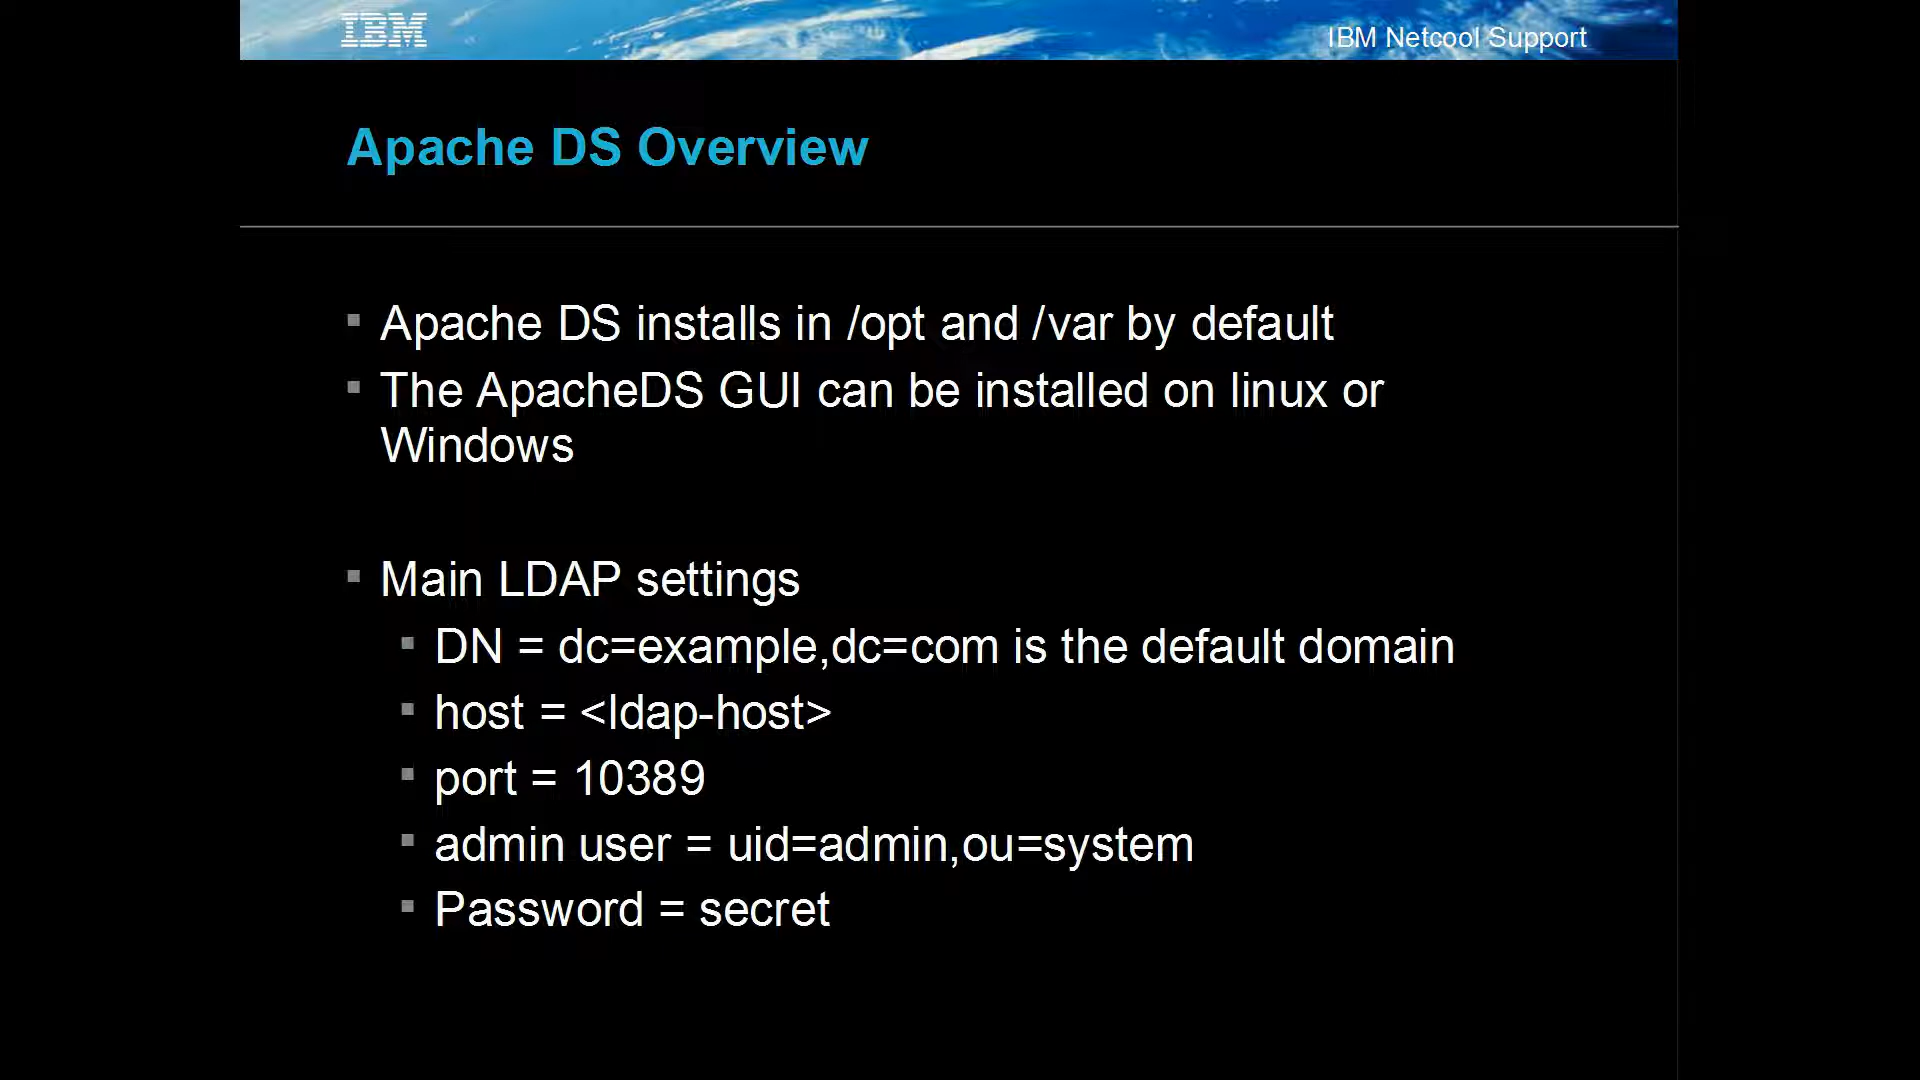 IBM
IBM Netcool Support
Apache DS Overview
Apache DS installs in /opt and /var by default
The ApacheDS GUI can be installed on linux or
Windows
Main LDAP settings
DN = dc=example,dc=com is the default domain
host = <ldap-host>
port = 10389
admin user = uid=admin,ou=system
Password = secret